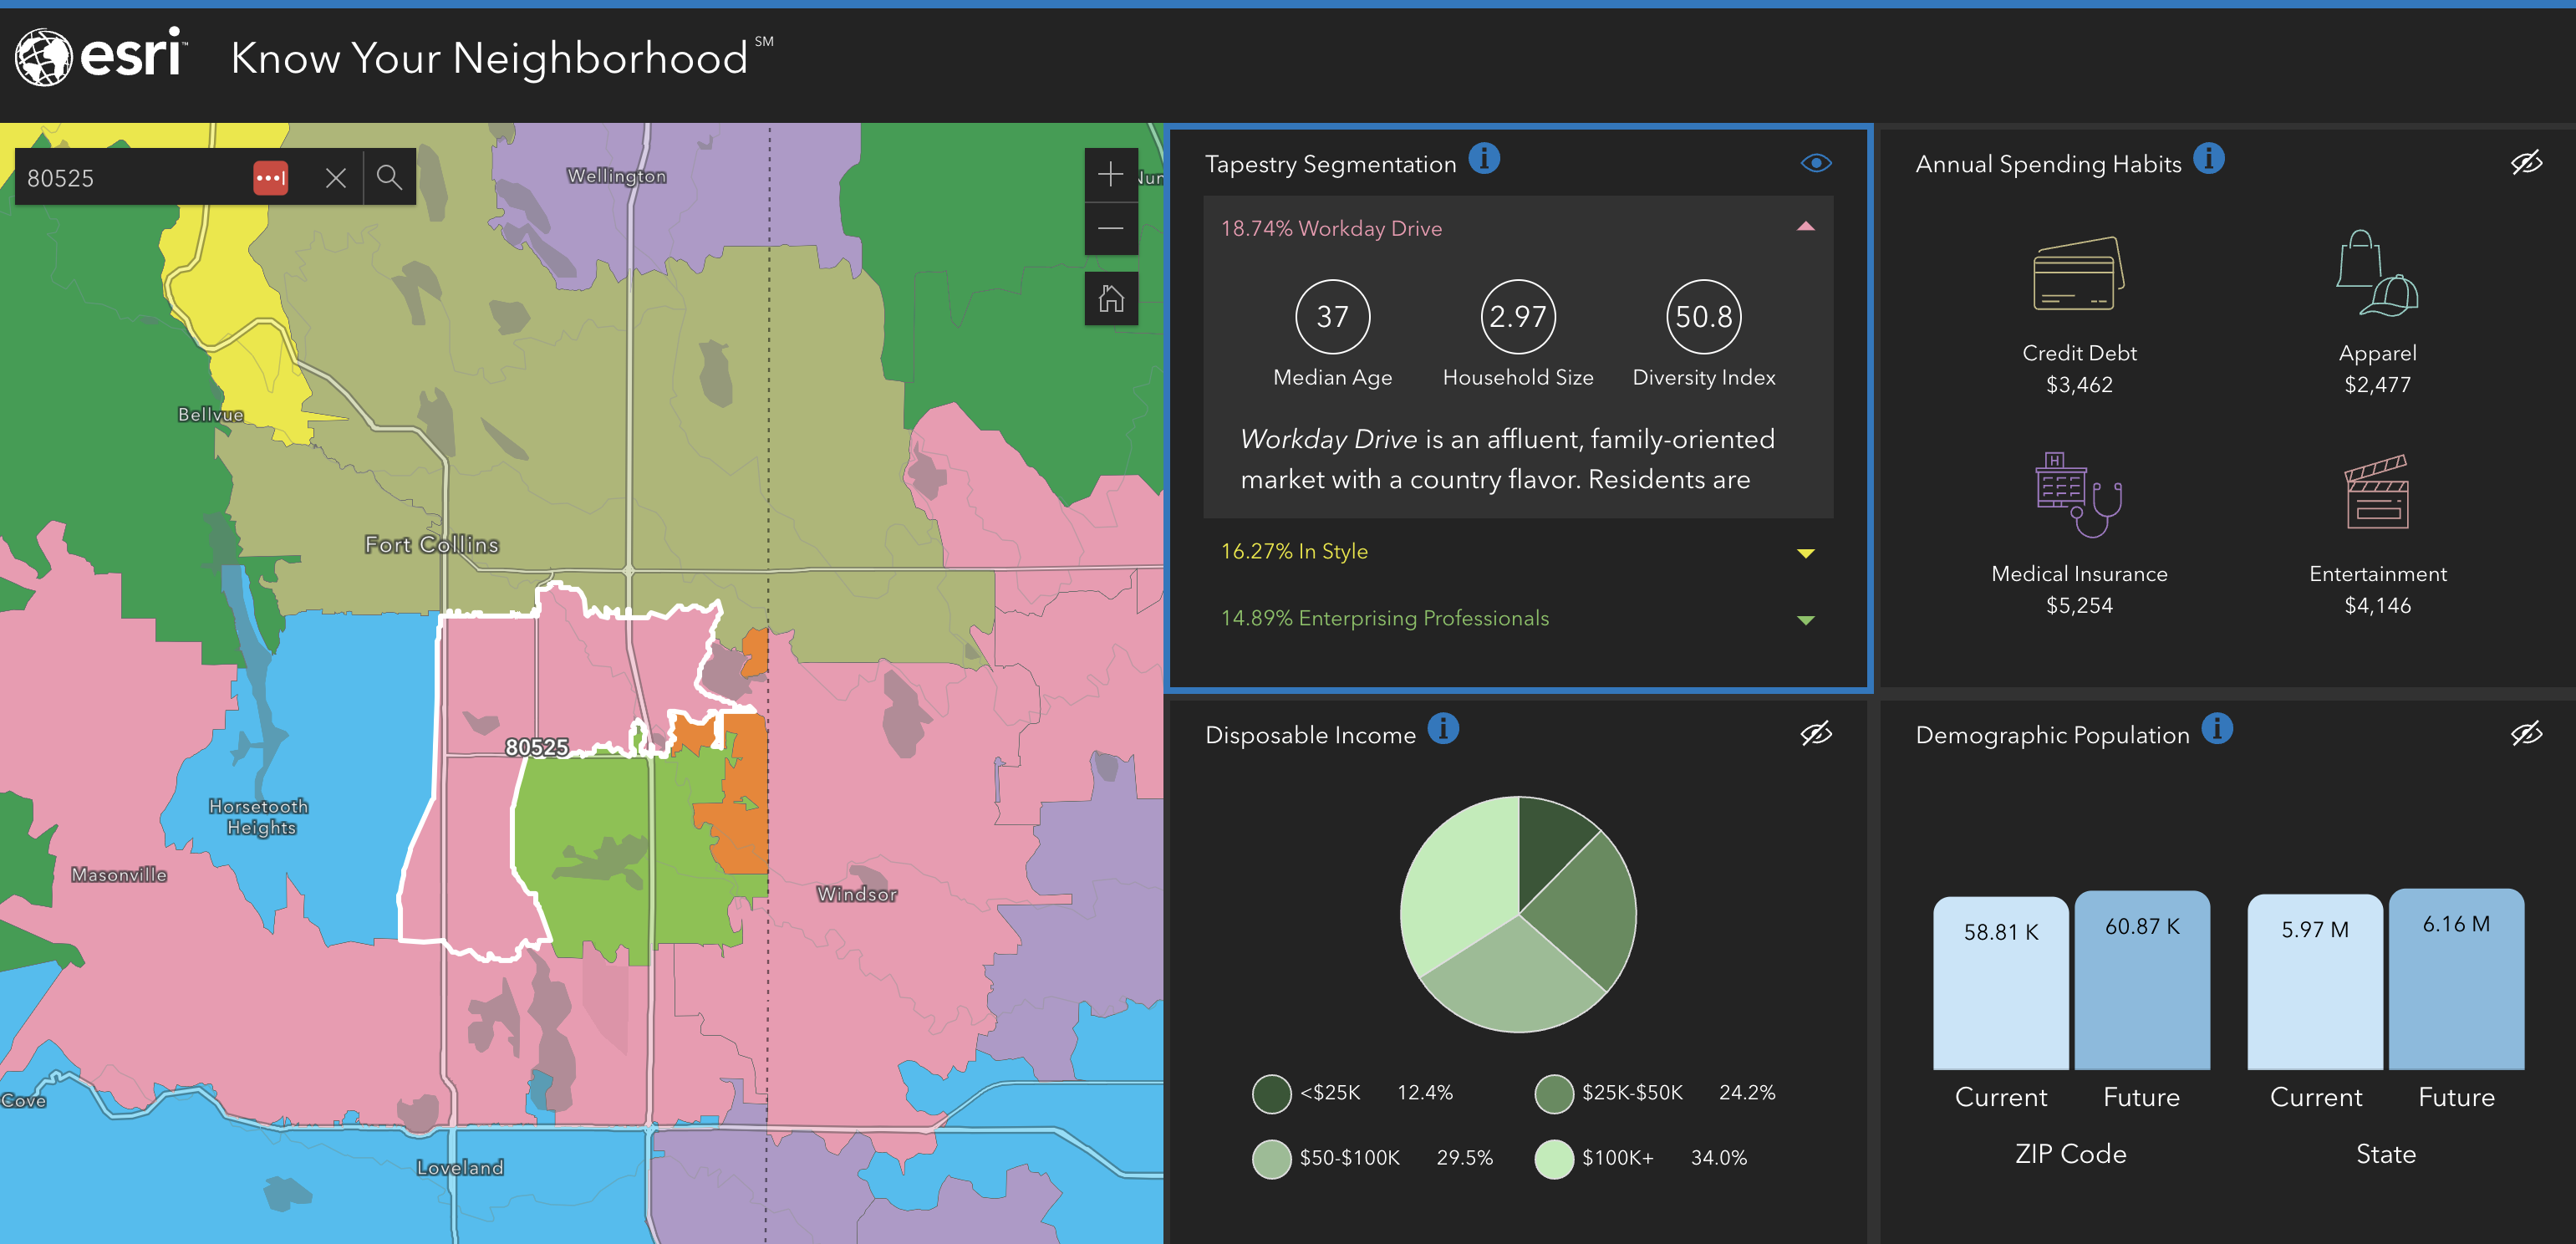 esri™ Know Your Neighborhood℠
80525
Wellington
Nun
Bellvue
Fort Collins
80525
Horsetooth
Heights
Masonville
Windsor
Cove
Loveland
Tapestry Segmentation
18.74% Workday Drive
37 2.97 50.8
Median Age Household Size Diversity Index
Workday Drive is an affluent, family-oriented
market with a country flavor. Residents are
16.27% In Style
14.89% Enterprising Professionals
Annual Spending Habits
H
Credit Debt Apparel
$3,462 $2,477
Medical Insurance Entertainment
$5,254 $4,146
Disposable Income
<$25K 12.4% $25K-$50K 24.2%
$50-$100K 29.5% $100K+ 34.0%
Demographic Population
58.81 K 60.87 K 5.97 M 6.16 M
Current Future Current Future
ZIP Code State